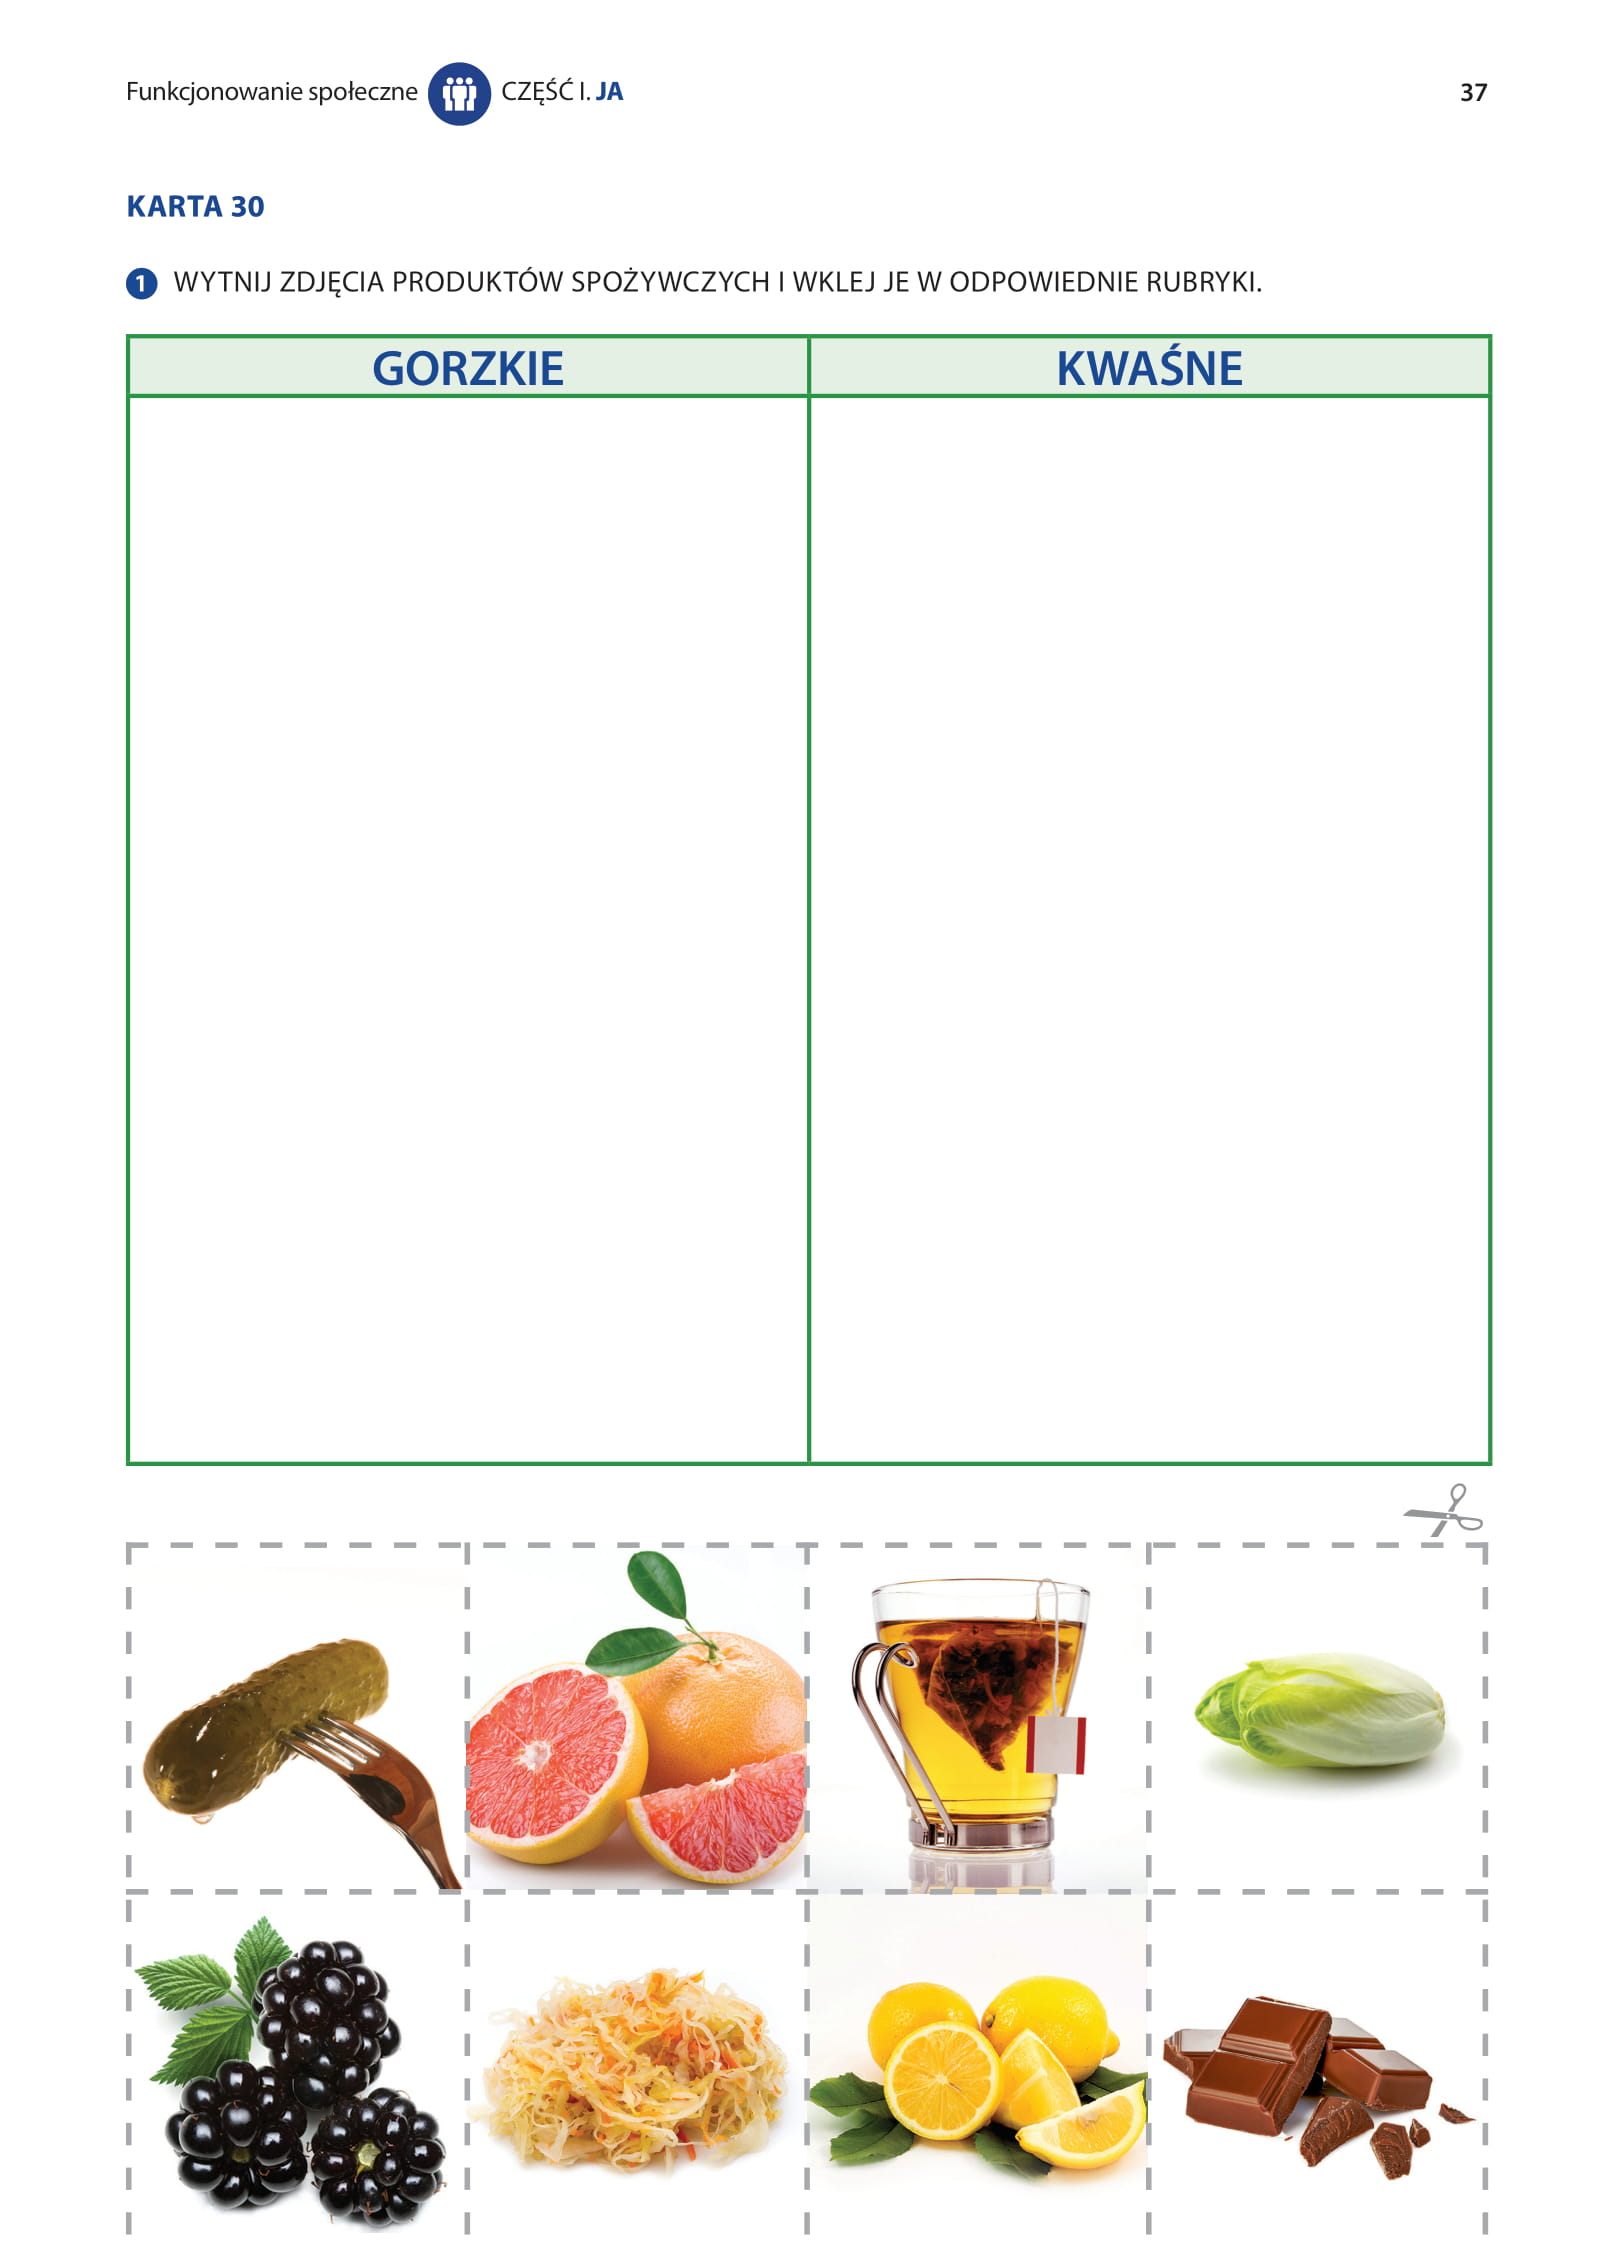 Funkcjonowanie społeczne CZĘŚĆ I. JA
37
KARTA 30
1 WYTNIJ ZDJĘCIA PRODUKTÓW SPOŻYWCZYCH I WKLEJ JE W ODPOWIEDNIE RUBRYKI.
GORZKIE
KWAŚNE